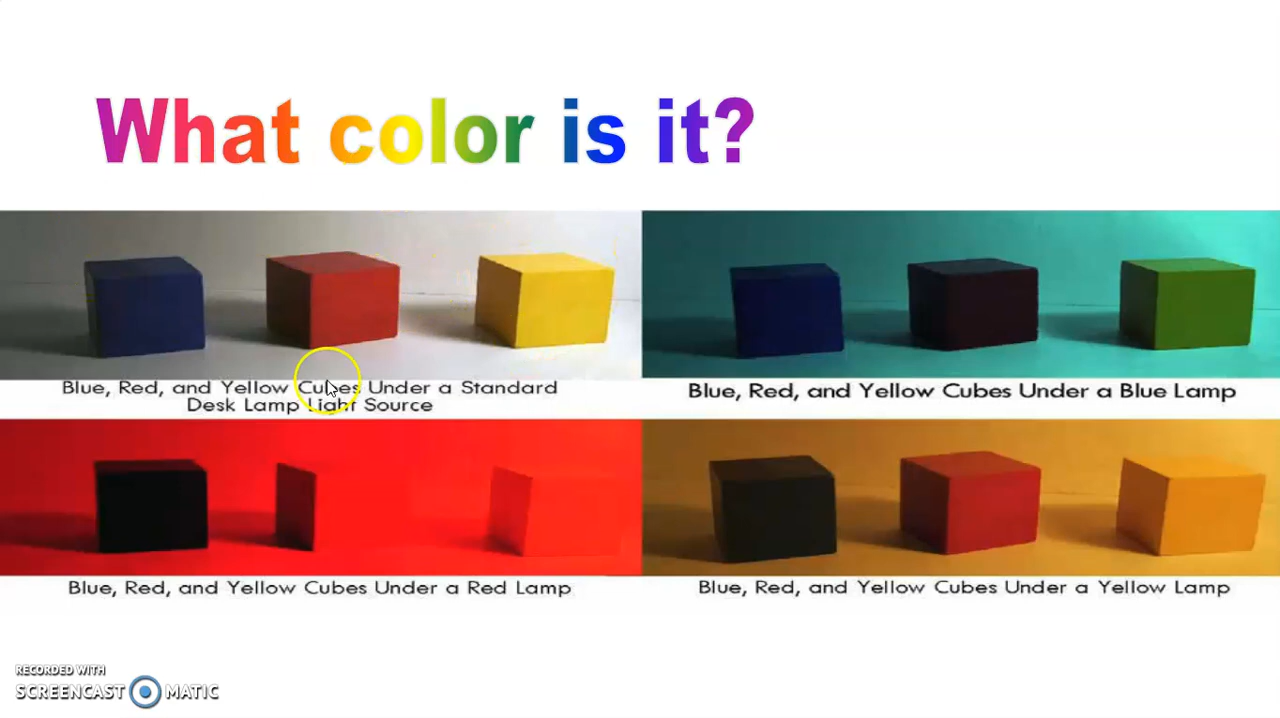 What color is it?
Blue, Red, and Yellow Cubes Under a Standard
Desk Lamp Light Source
Blue, Red, and Yellow Cubes Under a Blue Lamp
Blue, Red, and Yellow Cubes Under a Red Lamp
Blue, Red, and Yellow Cubes Under a Yellow Lamp
RECORDED WITH
SCREENCAST MATIC